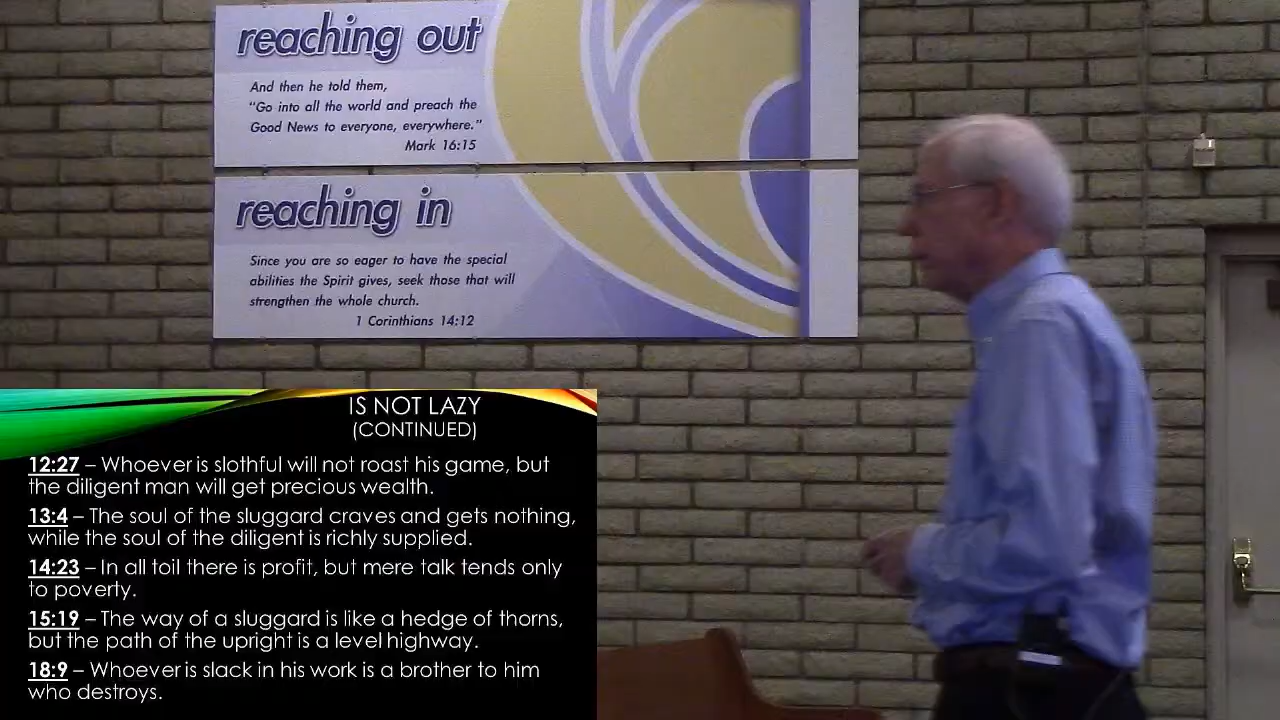 reaching out
And then he told them,
"Go into all the world and preach the
Good News to everyone, everywhere."
Mark 16:15
reaching in
Since you are so eager to have the special
abilities the Spirit gives, seek those that will
strengthen the whole church.
1 Corinthians 14:12
IS NOT LAZY
(CONTINUED)
12:27 – Whoever is slothful will not roast his game, but
the diligent man will get precious wealth.
13:4 – The soul of the sluggard craves and gets nothing,
while the soul of the diligent is richly supplied.
14:23 – In all toil there is profit, but mere talk tends only
to poverty.
15:19 – The way of a sluggard is like a hedge of thorns,
but the path of the upright is a level highway.
18:9 – Whoever is slack in his work is a brother to him
who destroys.